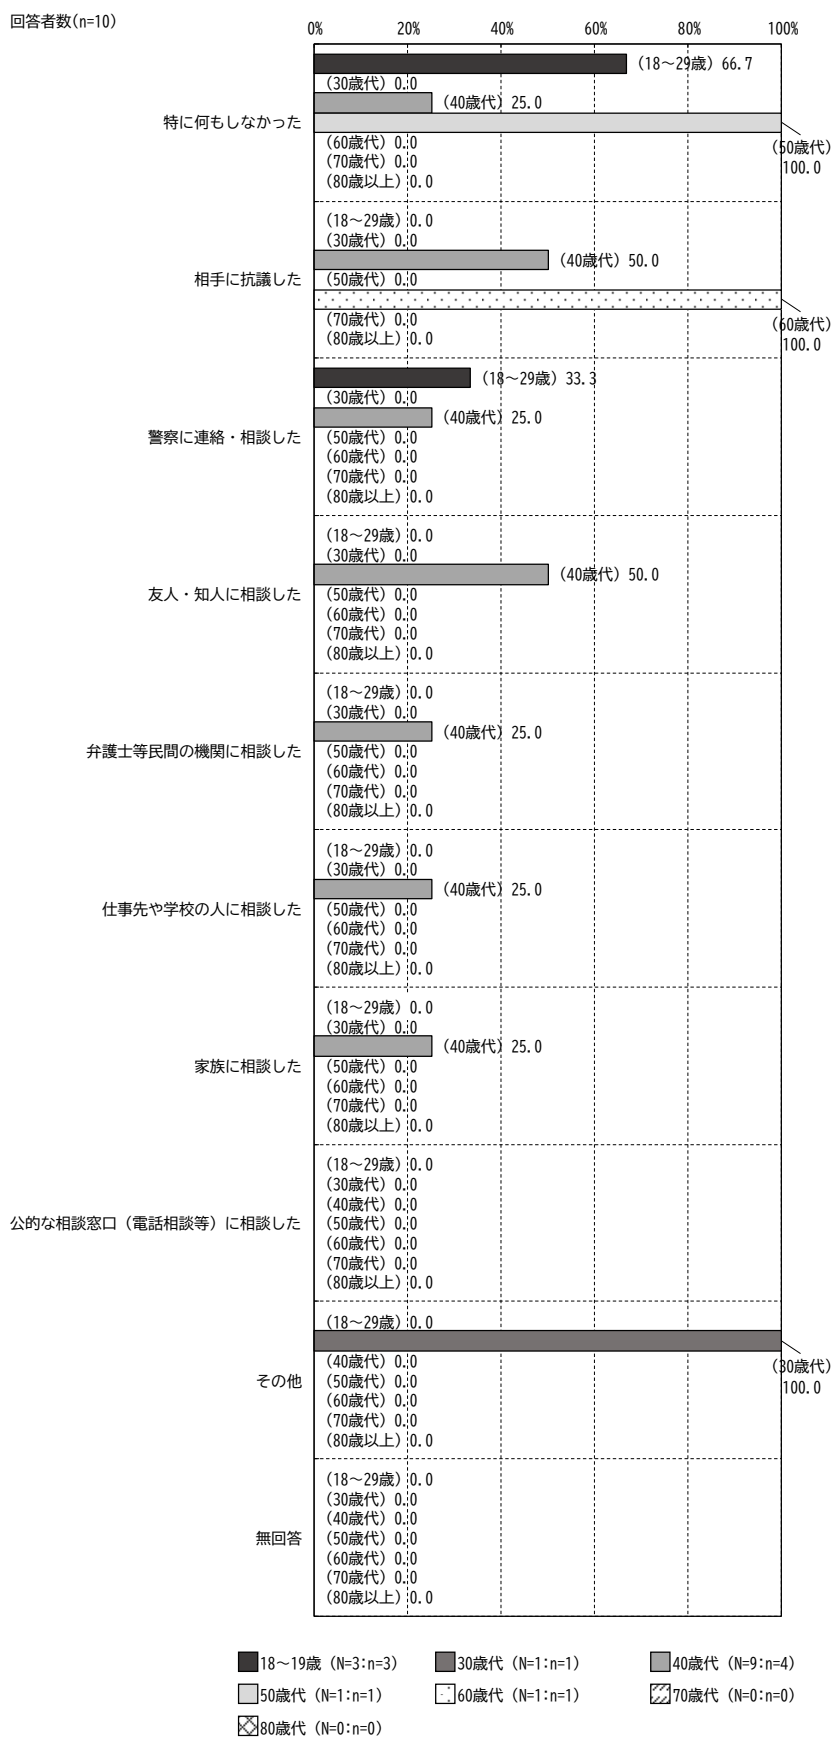 回答者数(n=10)
0% 20% 40% 60% 80% 100%
特に何もしなかった
(18～29歳) 66.7
(30歳代) 0.0
(40歳代) 25.0
(50歳代) 100.0
(60歳代) 0.0
(70歳代) 0.0
(80歳以上) 0.0
相手に抗議した
(18～29歳) 0.0
(30歳代) 0.0
(40歳代) 50.0
(50歳代) 0.0
(60歳代) 100.0
(70歳代) 0.0
(80歳以上) 0.0
警察に連絡・相談した
(18～29歳) 33.3
(30歳代) 0.0
(40歳代) 25.0
(50歳代) 0.0
(60歳代) 0.0
(70歳代) 0.0
(80歳以上) 0.0
友人・知人に相談した
(18～29歳) 0.0
(30歳代) 0.0
(40歳代) 50.0
(50歳代) 0.0
(60歳代) 0.0
(70歳代) 0.0
(80歳以上) 0.0
弁護士等民間の機関に相談した
(18～29歳) 0.0
(30歳代) 0.0
(40歳代) 25.0
(50歳代) 0.0
(60歳代) 0.0
(70歳代) 0.0
(80歳以上) 0.0
仕事先や学校の人に相談した
(18～29歳) 0.0
(30歳代) 0.0
(40歳代) 25.0
(50歳代) 0.0
(60歳代) 0.0
(70歳代) 0.0
(80歳以上) 0.0
家族に相談した
(18～29歳) 0.0
(30歳代) 0.0
(40歳代) 25.0
(50歳代) 0.0
(60歳代) 0.0
(70歳代) 0.0
(80歳以上) 0.0
公的な相談窓口（電話相談等）に相談した
(18～29歳) 0.0
(30歳代) 0.0
(40歳代) 0.0
(50歳代) 0.0
(60歳代) 0.0
(70歳代) 0.0
(80歳以上) 0.0
その他
(18～29歳) 0.0
(30歳代) 100.0
(40歳代) 0.0
(50歳代) 0.0
(60歳代) 0.0
(70歳代) 0.0
(80歳以上) 0.0
無回答
(18～29歳) 0.0
(30歳代) 0.0
(40歳代) 0.0
(50歳代) 0.0
(60歳代) 0.0
(70歳代) 0.0
(80歳以上) 0.0
18～19歳 (N=3:n=3) 30歳代 (N=1:n=1) 40歳代 (N=9:n=4)
50歳代 (N=1:n=1) 60歳代 (N=1:n=1) 70歳代 (N=0:n=0)
80歳代 (N=0:n=0)